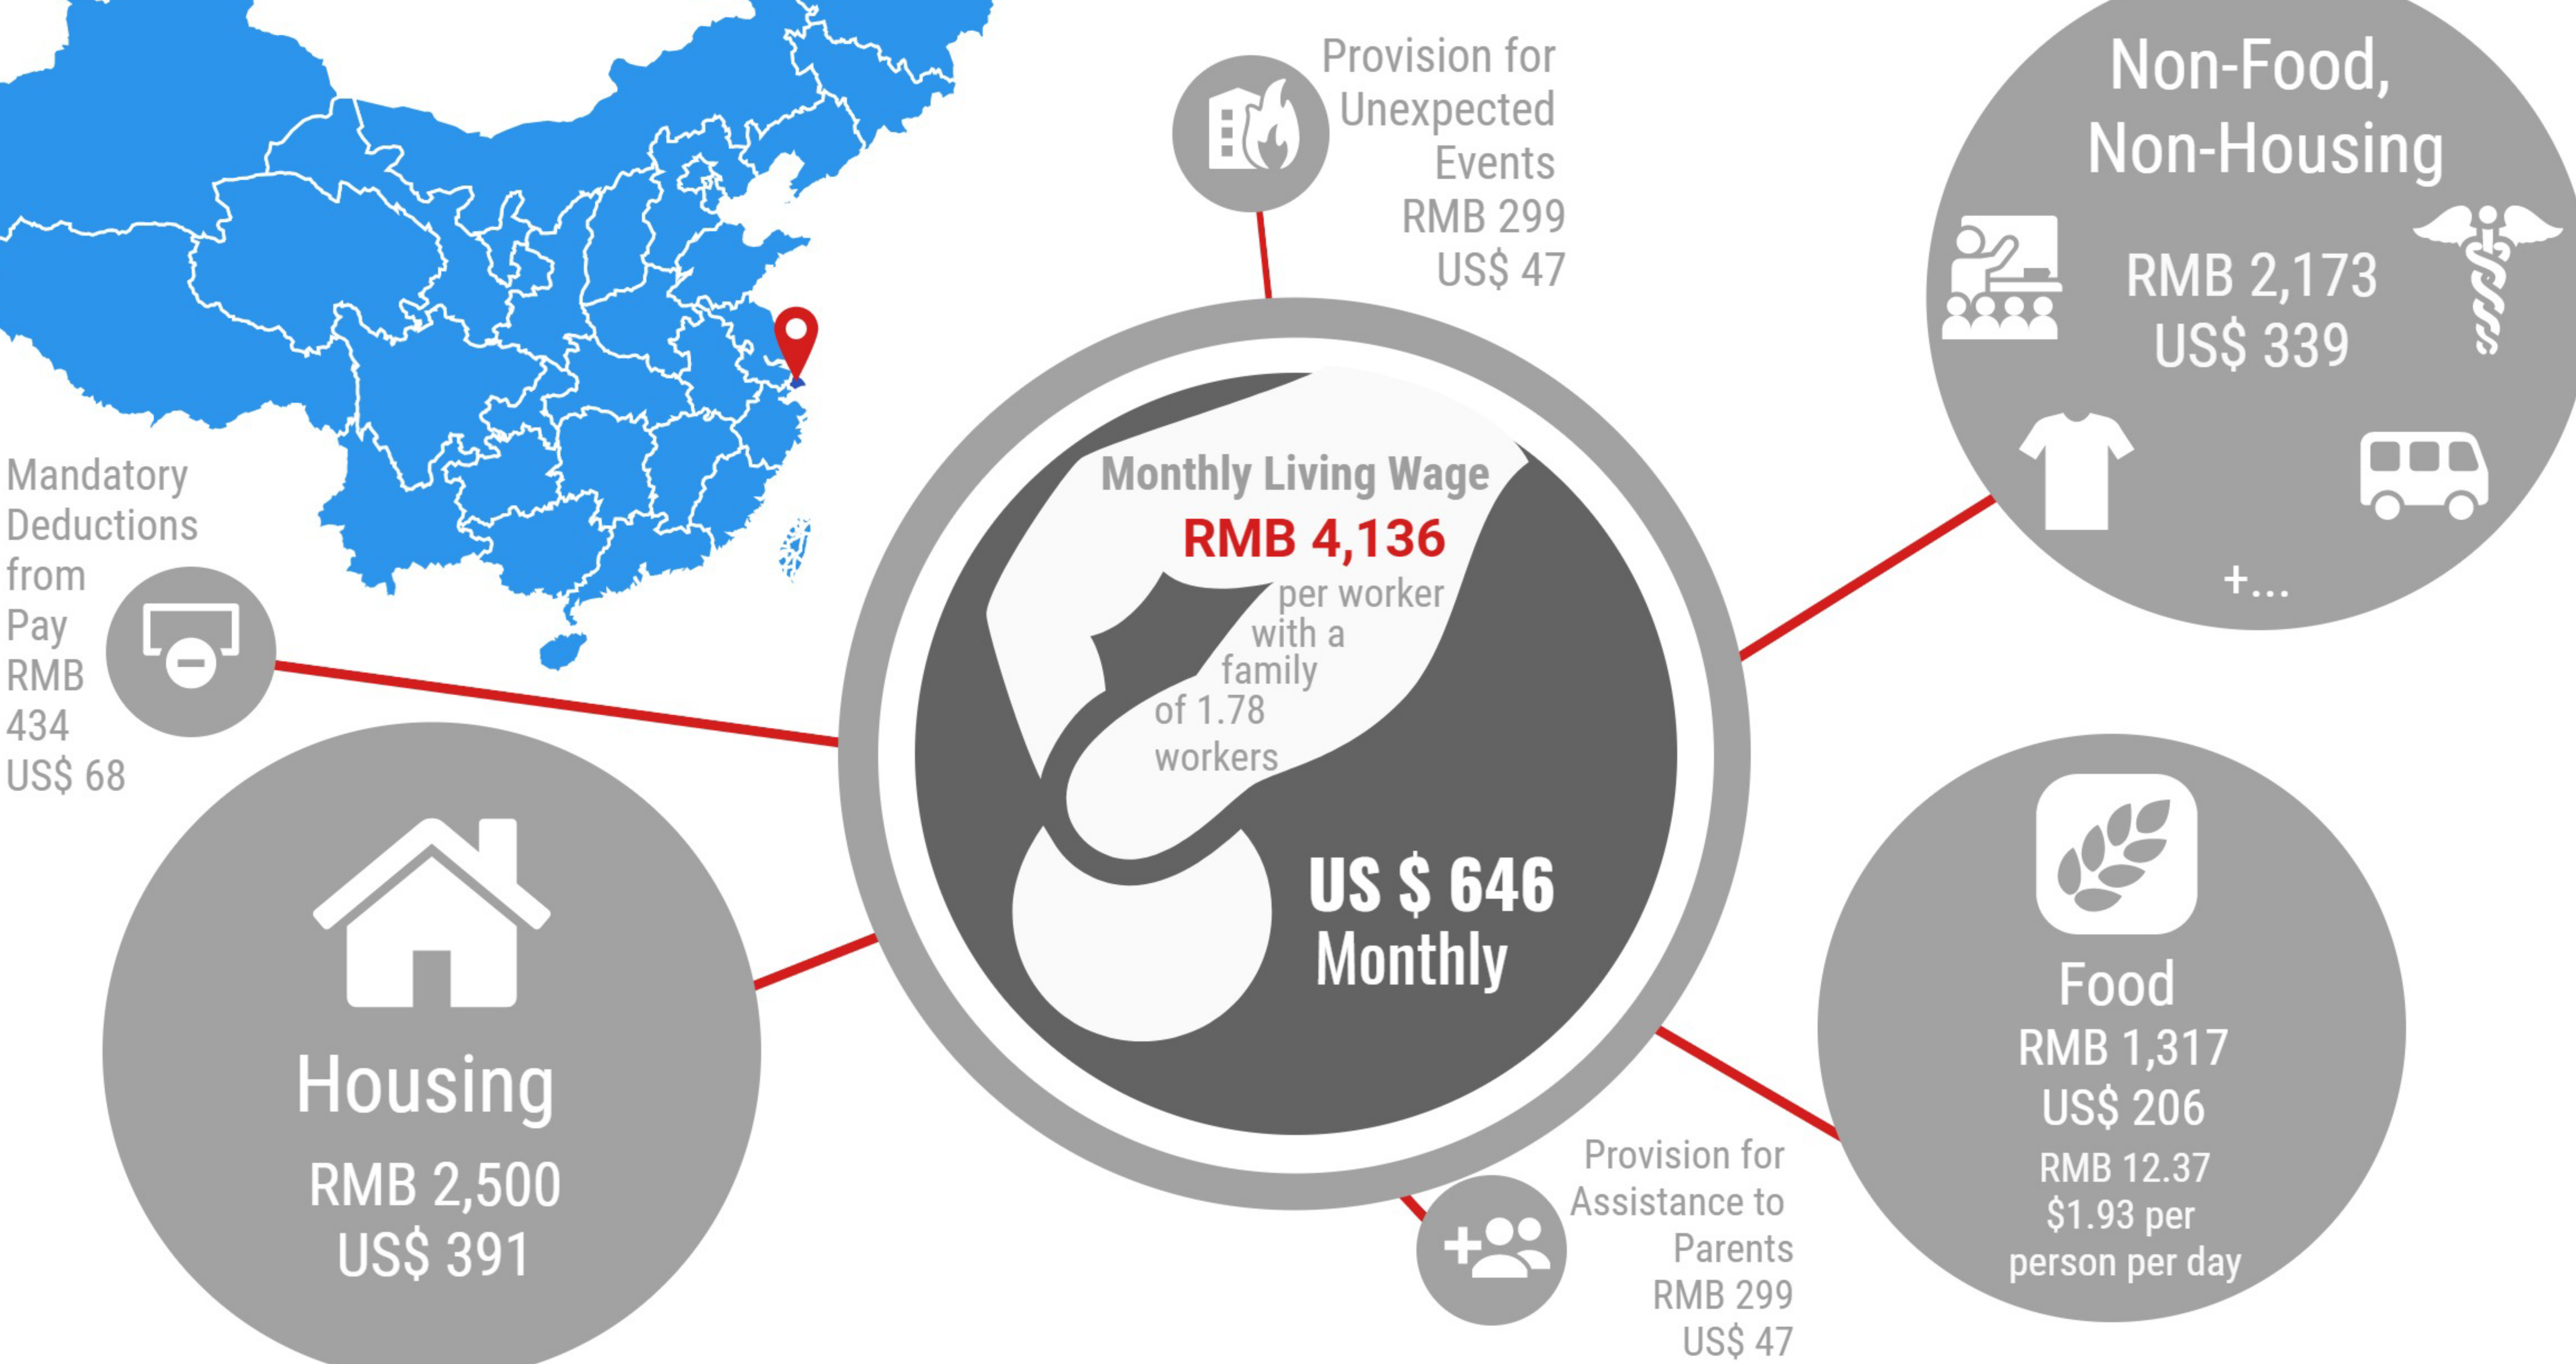 Provision for
Unexpected
Events
RMB 299
US$ 47
Non-Food,
Non-Housing
RMB 2,173
US$ 339
+...
Mandatory
Deductions
from
Pay
RMB
434
US$ 68
Monthly Living Wage
RMB 4,136
per worker
with a
family
of 1.78
workers
US $ 646
Monthly
Housing
RMB 2,500
US$ 391
Food
RMB 1,317
US$ 206
RMB 12.37
$1.93 per
person per day
Provision for
Assistance to
Parents
RMB 299
US$ 47